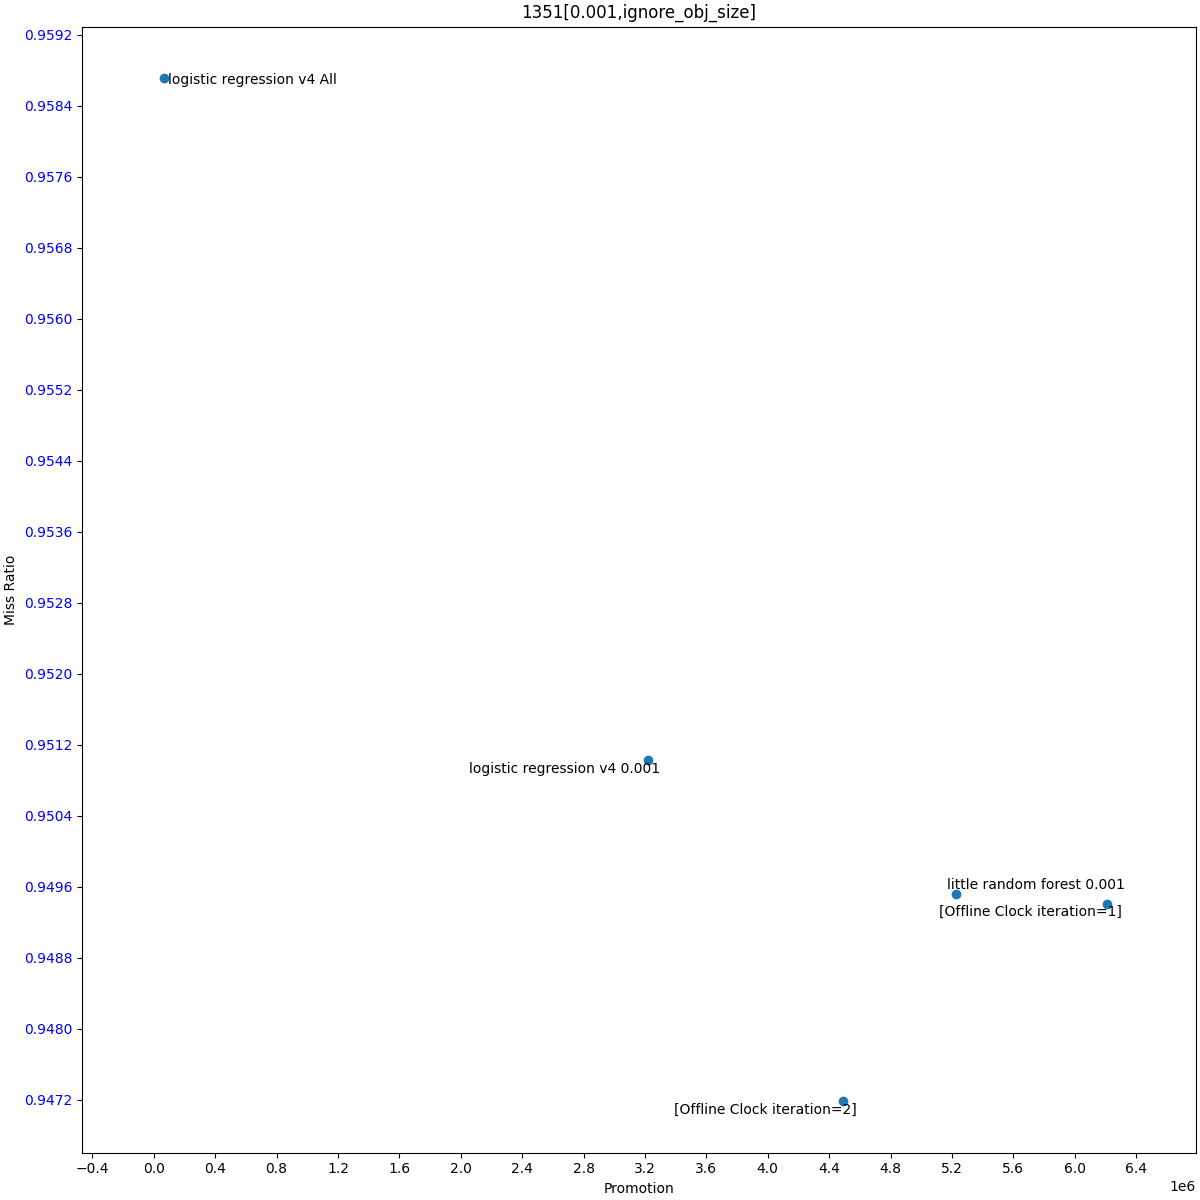 1351[0.001,ignore_obj_size]
0.9592
logistic regression v4 All
0.9584
0.9576
0.9568
0.9560
0.9552
0.9544
0.9536
Miss Ratio
0.9528
0.9520
0.9512
logistic regression v4 0.001
0.9504
0.9496
little random forest 0.001
[Offline Clock iteration=1]
0.9488
0.9480
0.9472
[Offline Clock iteration=2]
−0.4 0.0 0.4 0.8 1.2 1.6 2.0 2.4 2.8 3.2 3.6 4.0 4.4 4.8 5.2 5.6 6.0 6.4
Promotion
1e6